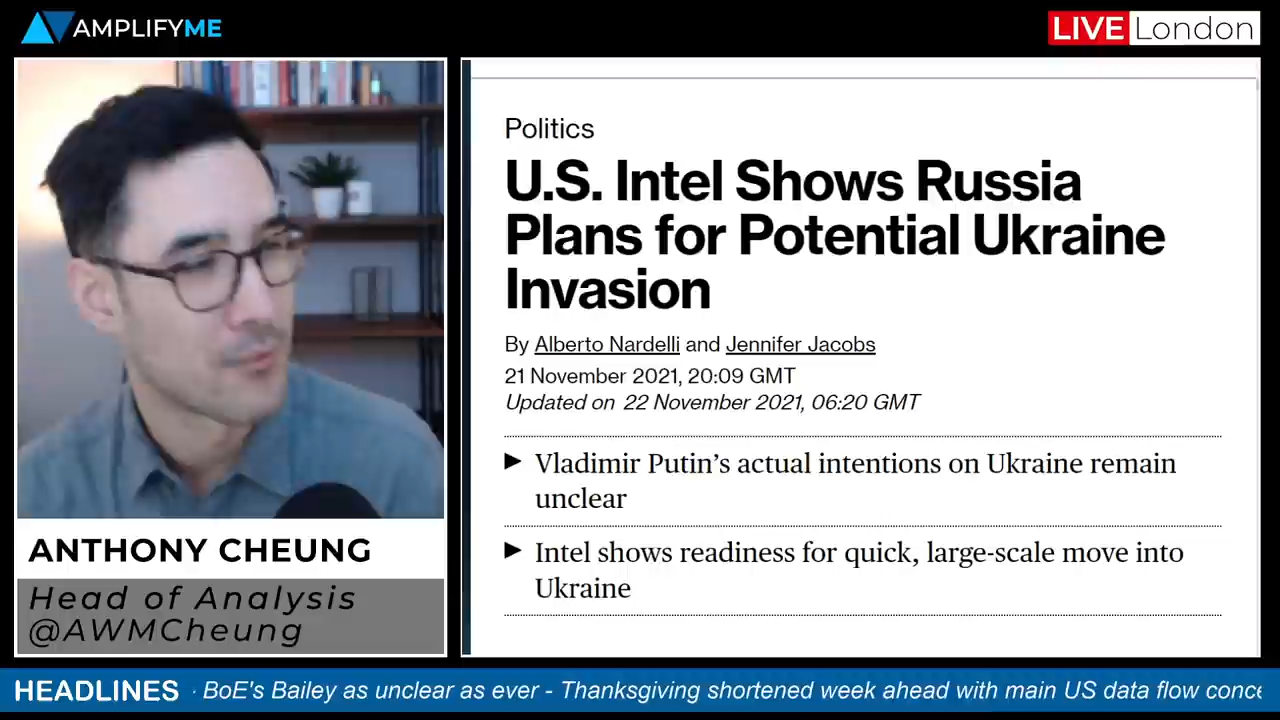 AMPLIFYME
LIVE London
Politics
U.S. Intel Shows Russia
Plans for Potential Ukraine
Invasion
By Alberto Nardelli and Jennifer Jacobs
21 November 2021, 20:09 GMT
Updated on 22 November 2021, 06:20 GMT
Vladimir Putin's actual intentions on Ukraine remain
unclear
Intel shows readiness for quick, large-scale move into
Ukraine
ANTHONY CHEUNG
Head of Analysis
@AWMCheung
HEADLINES · BoE's Bailey as unclear as ever - Thanksgiving shortened week ahead with main US data flow conce